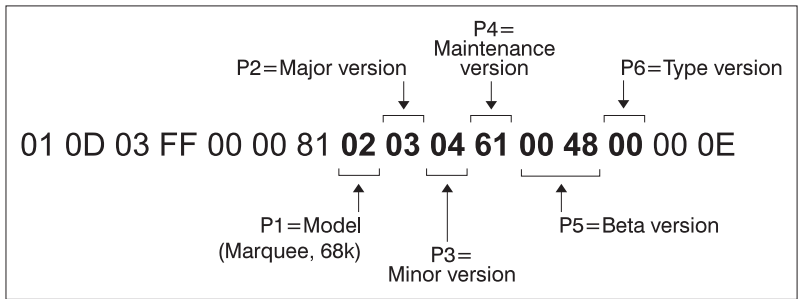 P4=
Maintenance
version
P2=Major version
P6=Type version
01 0D 03 FF 00 00 81 02 03 04 61 00 48 00 00 0E
P1=Model
(Marquee, 68k)
P3=
Minor version
P5=Beta version